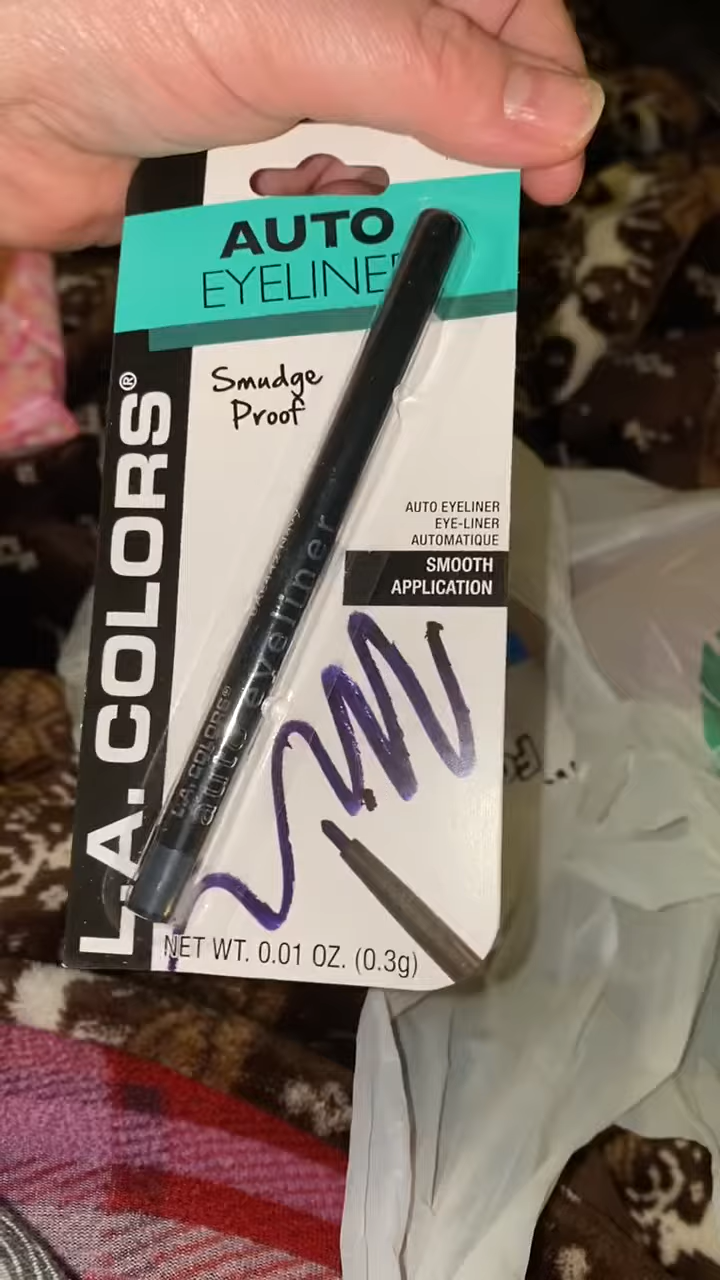 AUTO
EYELINER
Smudge
Proof
L.A. COLORS®
AUTO EYELINER
EYE-LINER
AUTOMATIQUE
SMOOTH
APPLICATION
L.A. COLORS®
auto eyeliner
NET WT. 0.01 OZ. (0.3g)